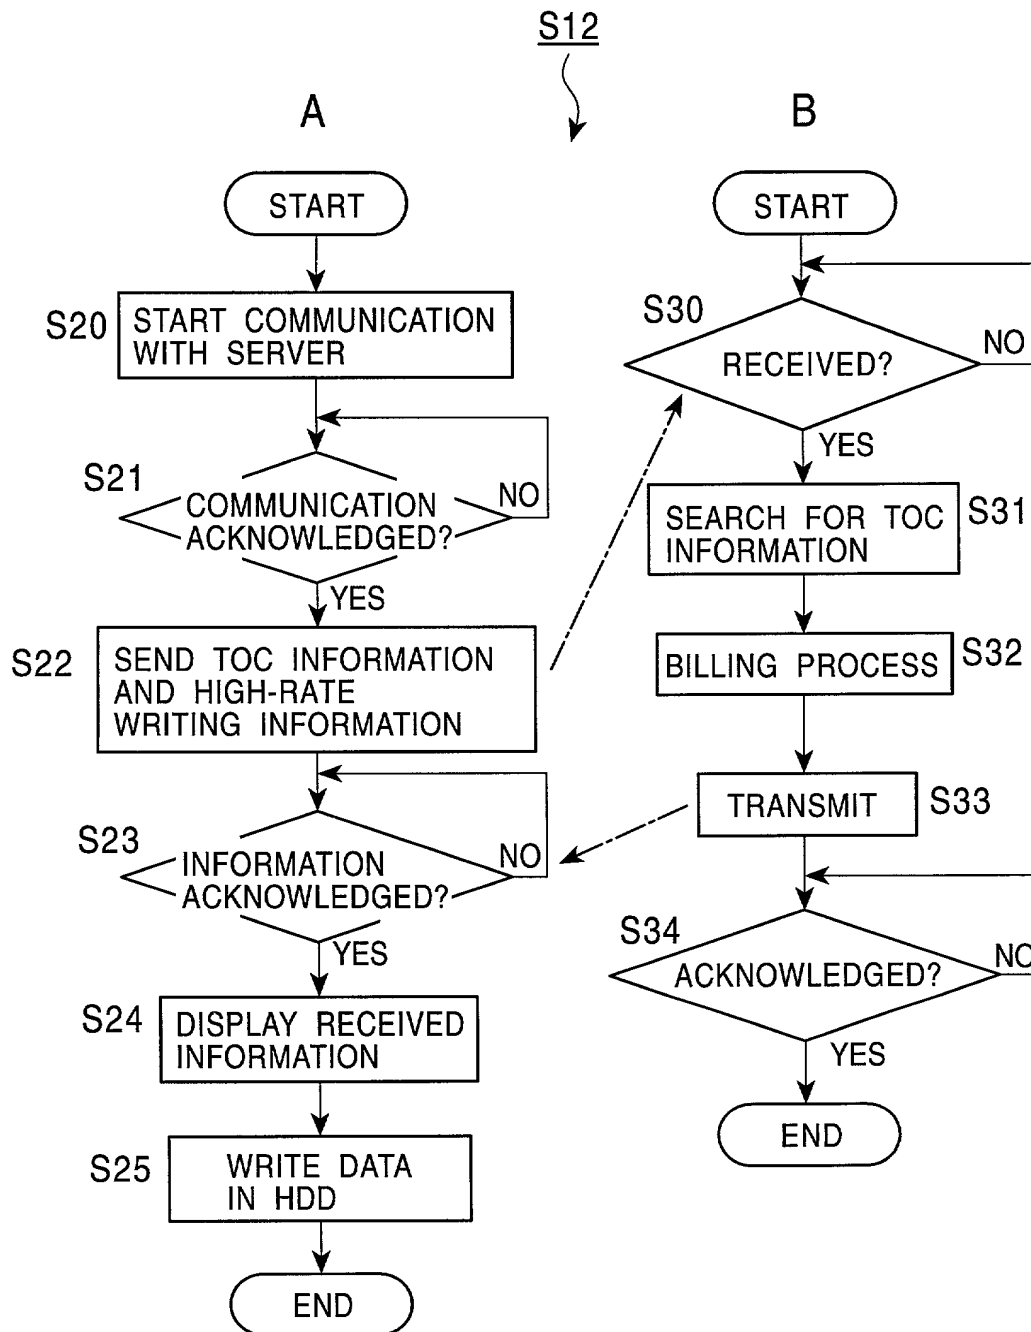 S12
A
START
S20
START COMMUNICATION
WITH SERVER
S21
COMMUNICATION
ACKNOWLEDGED?
NO
YES
S22
SEND TOC INFORMATION
AND HIGH-RATE
WRITING INFORMATION
S23
INFORMATION
ACKNOWLEDGED?
NO
YES
S24
DISPLAY RECEIVED
INFORMATION
S25
WRITE DATA
IN HDD
END
B
START
S30
RECEIVED?
NO
YES
SEARCH FOR TOC
INFORMATION
S31
BILLING PROCESS
S32
TRANSMIT
S33
S34
ACKNOWLEDGED?
NO
YES
END